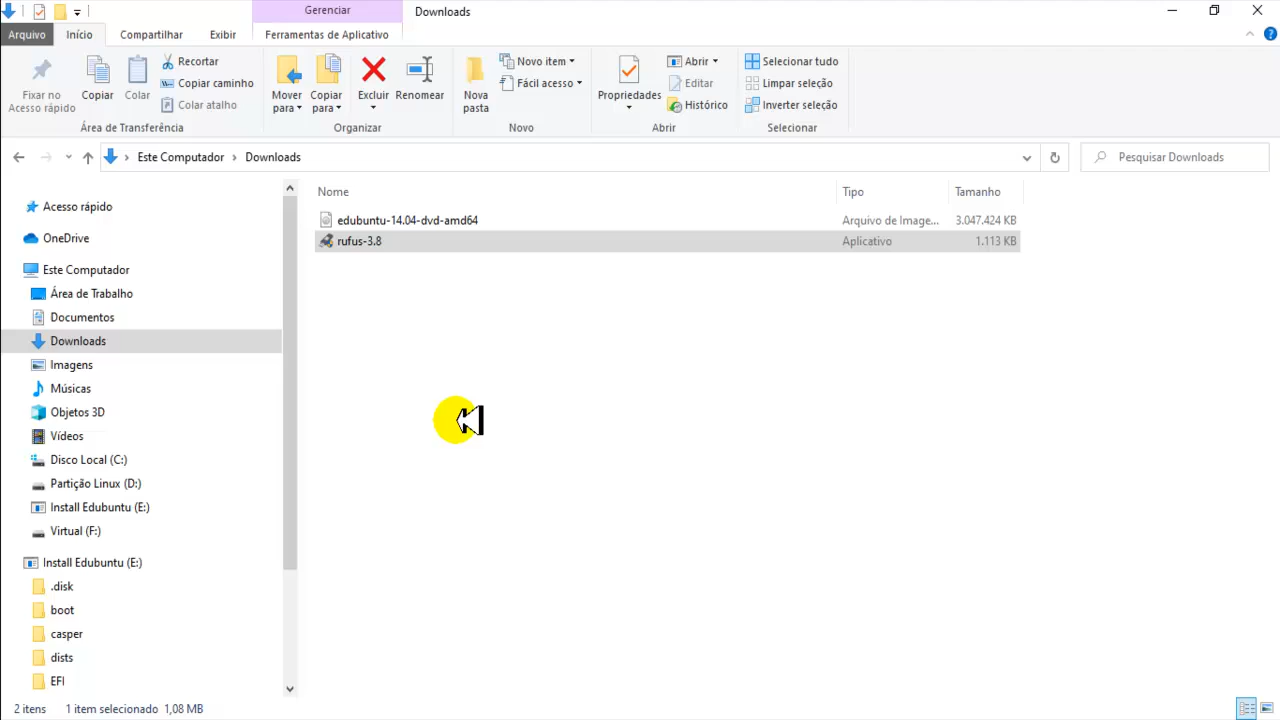 Gerenciar
Downloads
Arquivo
Início
Compartilhar
Exibir
Ferramentas de Aplicativo
Fixar no
Acesso rápido
Copiar
Colar
Recortar
Copiar caminho
Colar atalho
Área de Transferência
Mover
para
Copiar
para
Excluir
Renomear
Organizar
Nova
pasta
Novo item
Fácil acesso
Novo
Propriedades
Abrir
Editar
Histórico
Abrir
Selecionar tudo
Limpar seleção
Inverter seleção
Selecionar
Este Computador
Downloads
Pesquisar Downloads
Nome
Tipo
Tamanho
edubuntu-14.04-dvd-amd64
Arquivo de Image...
3.047.424 KB
rufus-3.8
Aplicativo
1.113 KB
Acesso rápido
OneDrive
Este Computador
Área de Trabalho
Documentos
Downloads
Imagens
Músicas
Objetos 3D
Vídeos
Disco Local (C:)
Partição Linux (D:)
Install Edubuntu (E:)
Virtual (F:)
Install Edubuntu (E:)
.disk
boot
casper
dists
EFI
2 itens
1 item selecionado 1,08 MB